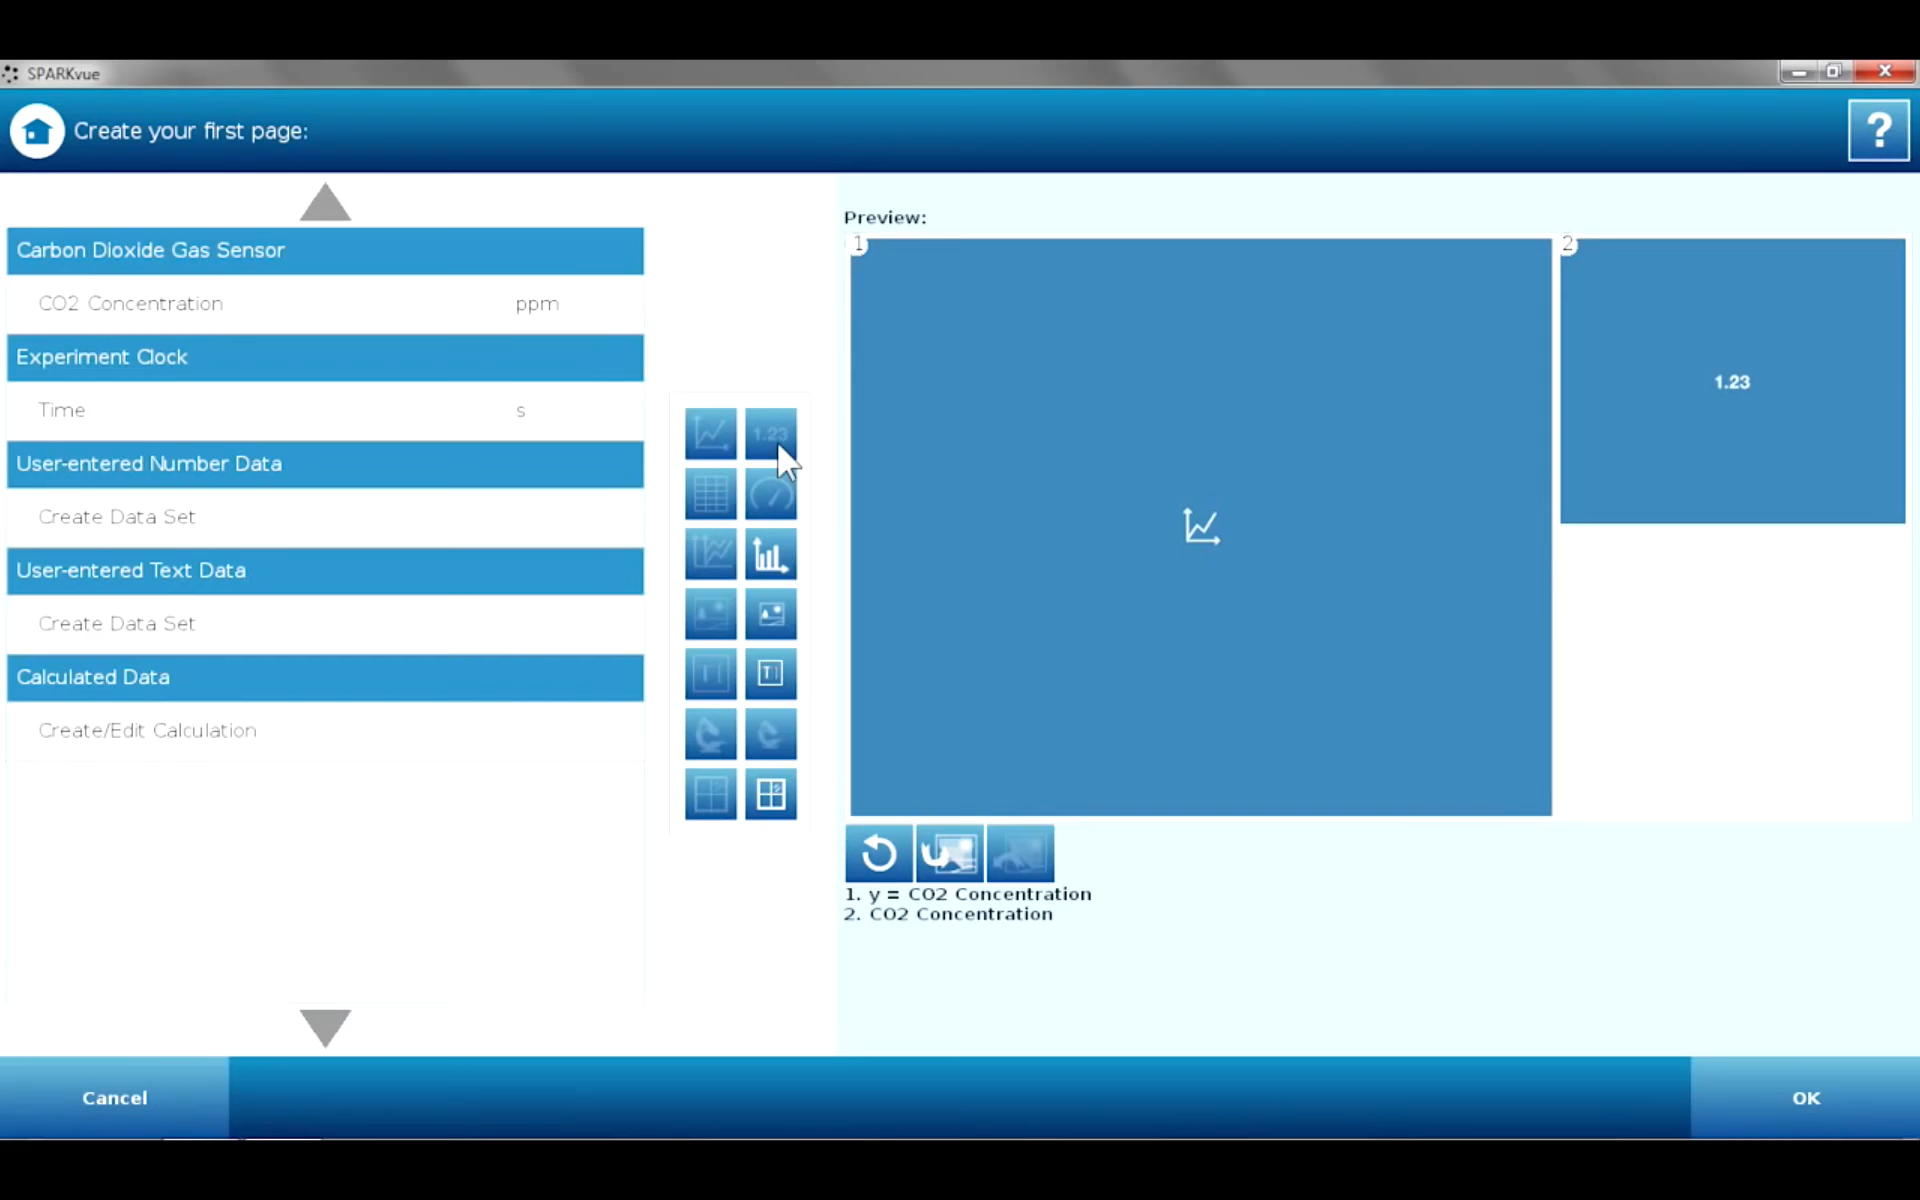 SPARKvue
Create your first page:
?
Carbon Dioxide Gas Sensor
CO2 Concentration ppm
Experiment Clock
Time s
User-entered Number Data
Create Data Set
User-entered Text Data
Create Data Set
Calculated Data
Create/Edit Calculation
1.23
Preview:
1
2
1.23
1. y = CO2 Concentration
2. CO2 Concentration
Cancel
OK